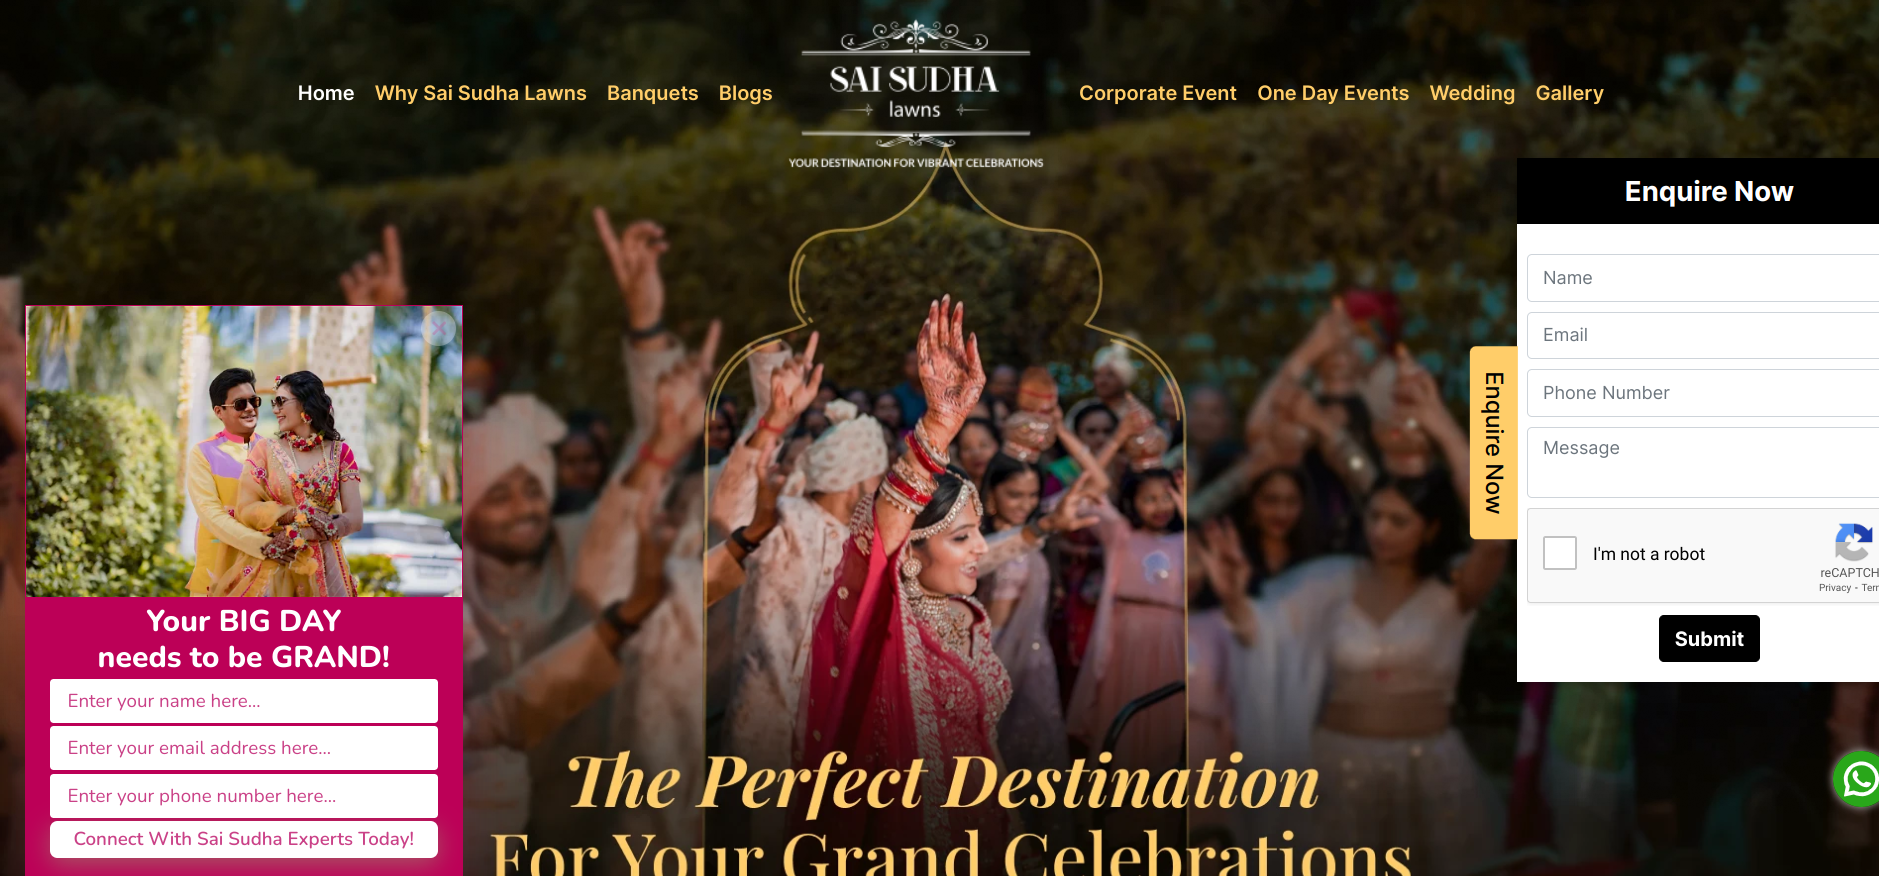 Home Why Sai Sudha Lawns Banquets Blogs
SAI SUDHA
lawns
YOUR DESTINATION FOR VIBRANT CELEBRATIONS
Corporate Event One Day Events Wedding Gallery
Enquire Now
Name
Email
Phone Number
Message
I'm not a robot
reCAPTCH
Privacy - Terr
Submit
Enquire Now
Your BIG DAY
needs to be GRAND!
Enter your name here...
Enter your email address here...
Enter your phone number here...
Connect With Sai Sudha Experts Today!
The Perfect Destination
For Your Grand Celebrations